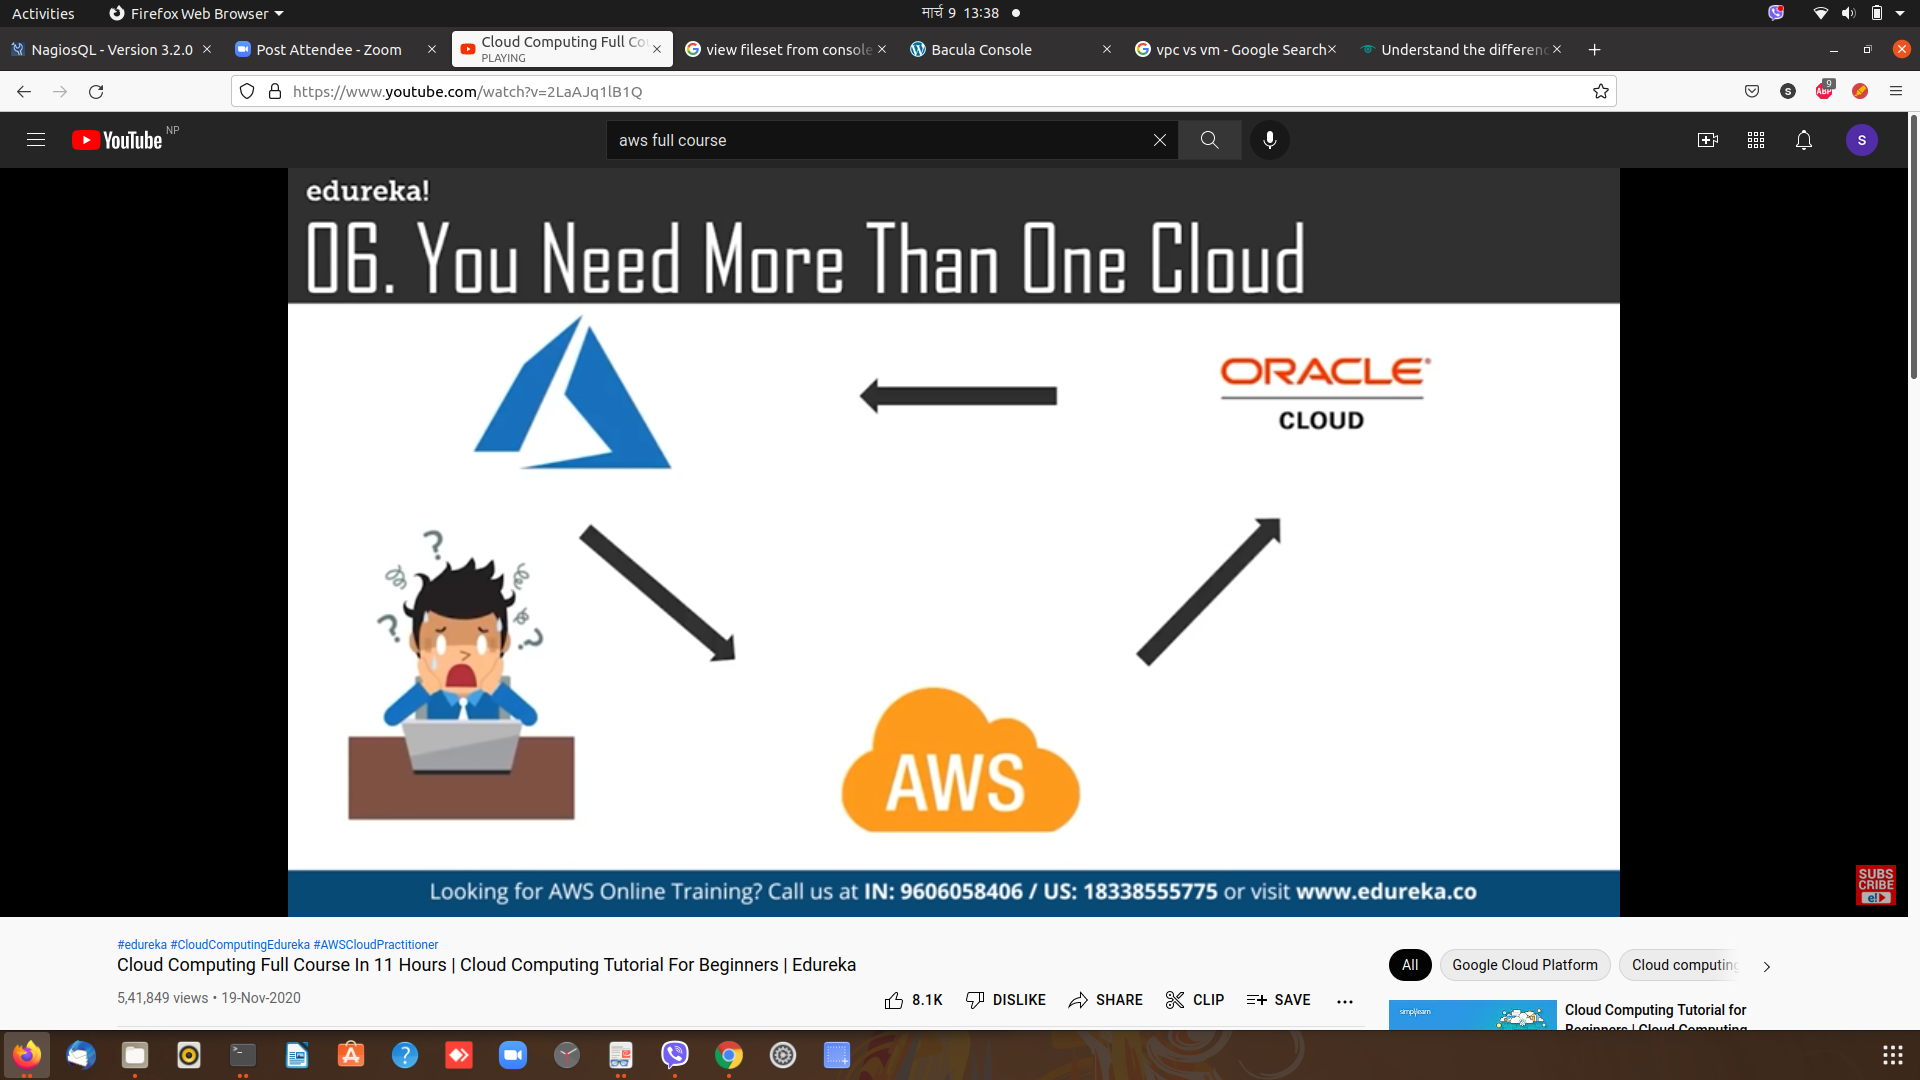 Activities
Firefox Web Browser
मार्च 9 13:38
NagiosQL - Version 3.2.0
Post Attendee - Zoom
Cloud Computing Full Co
PLAYING
view fileset from console
Bacula Console
vpc vs vm - Google Search
Understand the differenc
https://www.youtube.com/watch?v=2LaAJq1lB1Q
S
ABP
9
YouTube NP
aws full course
S
edureka!
06. You Need More Than One Cloud
ORACLE
CLOUD
? ? ?
AWS
Looking for AWS Online Training? Call us at IN: 9606058406 / US: 18338555775 or visit www.edureka.co
SUBS
CRIBE
e!
#edureka #CloudComputingEdureka #AWSCloudPractitioner
Cloud Computing Full Course In 11 Hours | Cloud Computing Tutorial For Beginners | Edureka
5,41,849 views • 19-Nov-2020
8.1K
DISLIKE
SHARE
CLIP
SAVE
All
Google Cloud Platform
Cloud computing
simplilearn
Cloud Computing Tutorial for
Beginners | Cloud Computing